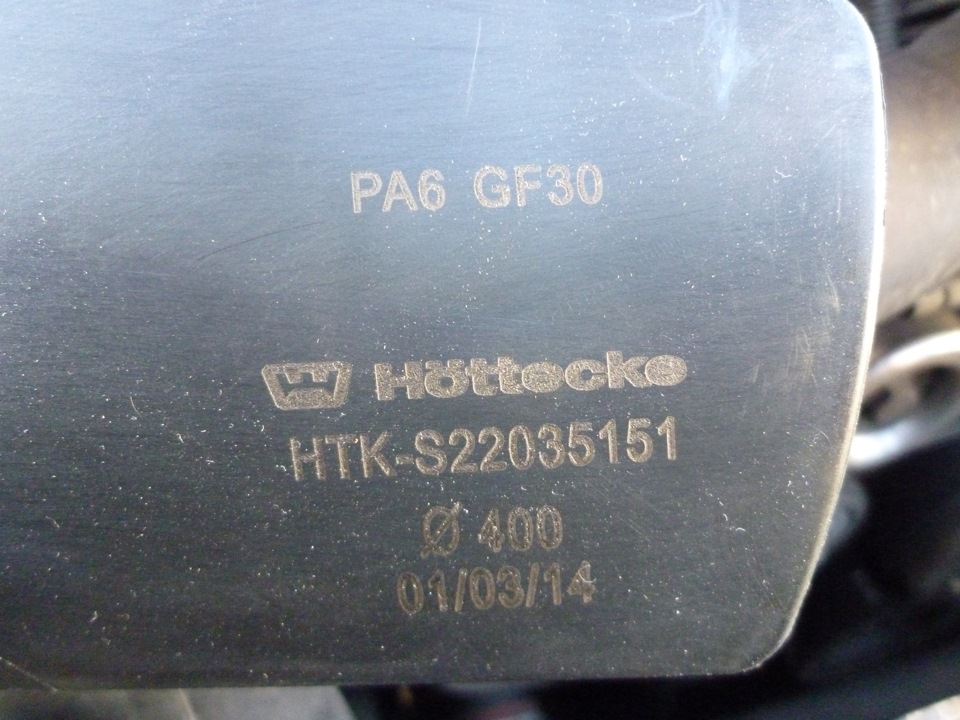 PA6 GF30
H Höttecke
HTK-S22035151
Ø 400
01/03/14